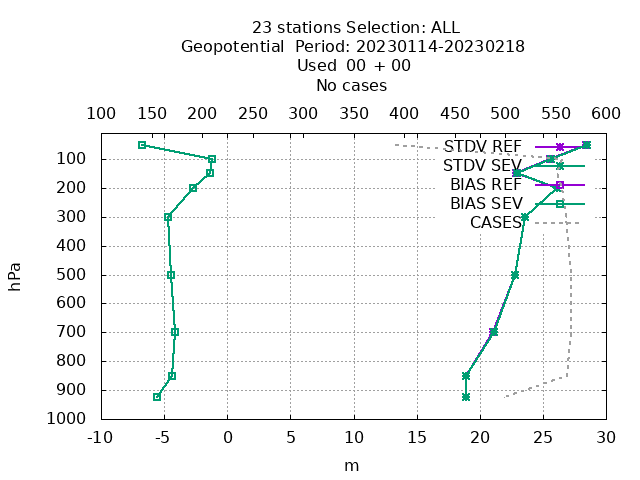 23 stations Selection: ALL
Geopotential  Period: 20230114-20230218
Used  00 + 00
No cases
100 150 200 250 300 350 400 450 500 550 600
STDV REF
STDV SEV
BIAS REF
BIAS SEV
CASES
100
200
300
400
500
600
700
800
900
1000
hPa
-10 -5 0 5 10 15 20 25 30
m